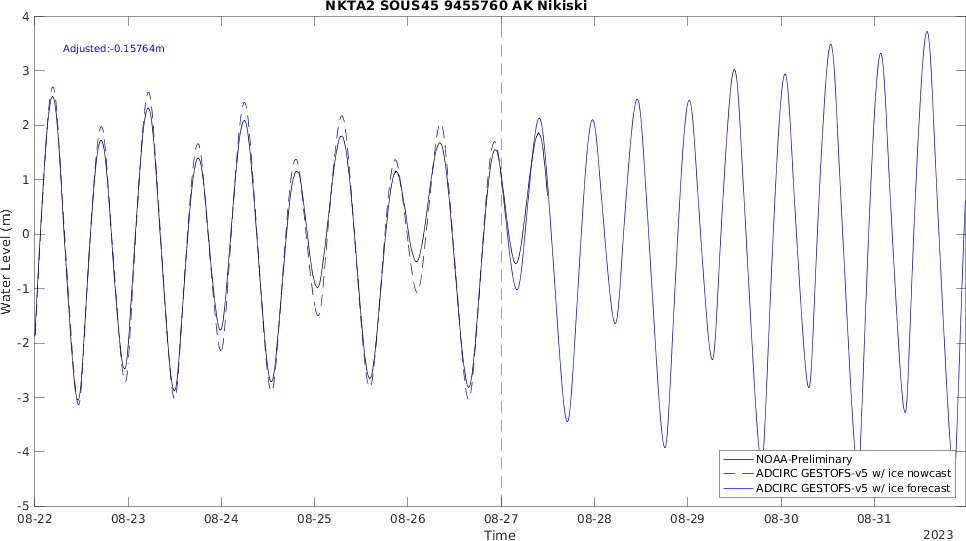 NKTA2 SOUS45 9455760 AK Nikiski
Adjusted:-0.15764m
Water Level (m)
4
3
2
1
0
-1
-2
-3
-4
-5
NOAA-Preliminary
ADCIRC GESTOFS-v5 w/ ice nowcast
ADCIRC GESTOFS-v5 w/ ice forecast
08-22 08-23 08-24 08-25 08-26 08-27 08-28 08-29 08-30 08-31
Time
2023